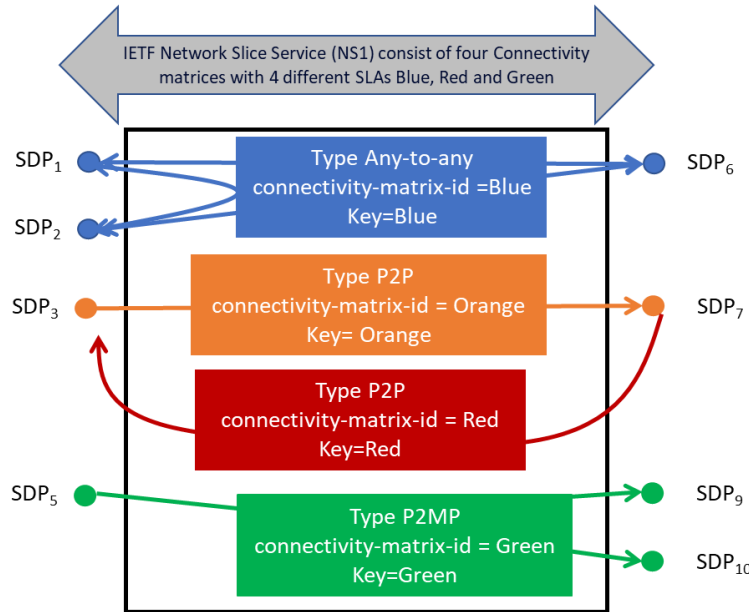 IETF Network Slice Service (NS1) consist of four Connectivity
matrices with 4 different SLAs Blue, Red and Green
SDP1
Type Any-to-any
connectivity-matrix-id =Blue
Key=Blue
SDP6
SDP2
SDP3
Type P2P
connectivity-matrix-id = Orange
Key= Orange
SDP7
Type P2P
connectivity-matrix-id = Red
Key=Red
SDP5
Type P2MP
connectivity-matrix-id = Green
Key=Green
SDP9
SDP10